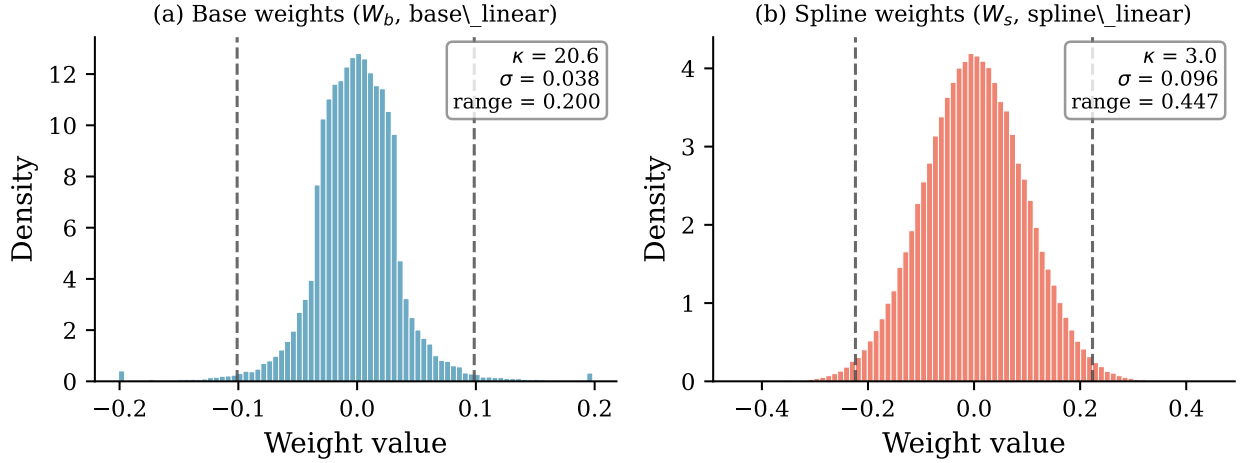 (a) Base weights (W_b, base\_linear)
κ = 20.6
σ = 0.038
range = 0.200
Density
12
10
8
6
4
2
0
−0.2
−0.1
0.0
0.1
0.2
Weight value
(b) Spline weights (W_s, spline\_linear)
κ = 3.0
σ = 0.096
range = 0.447
Density
4
3
2
1
0
−0.4
−0.2
0.0
0.2
0.4
Weight value